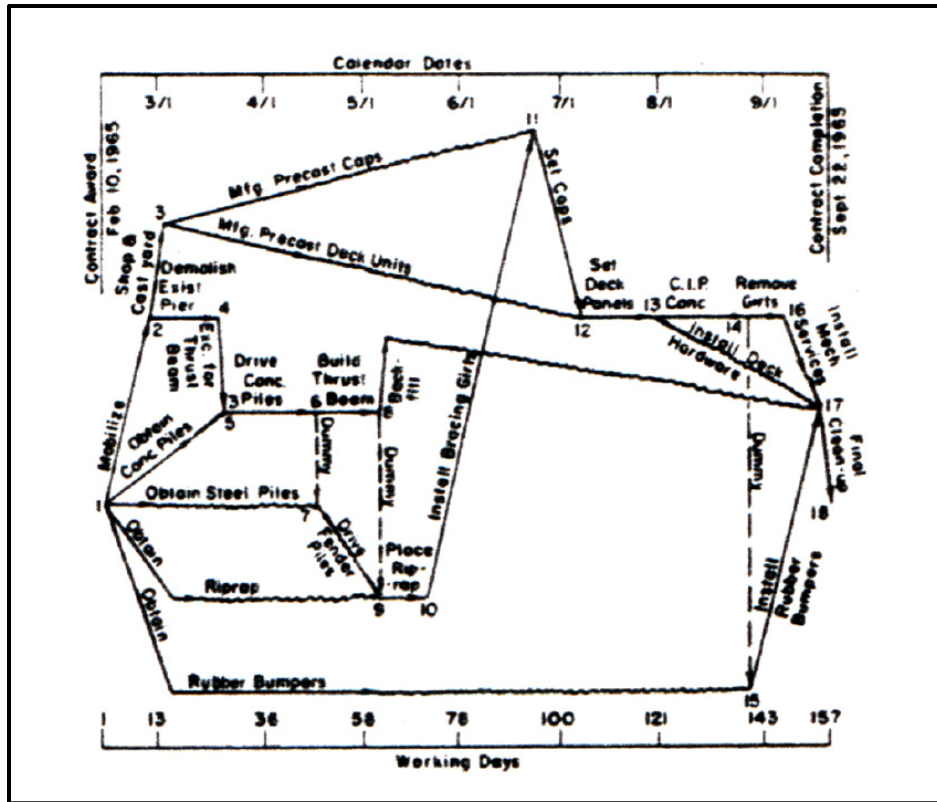 Calendar Dates
3/1 4/1 5/1 6/1 7/1 8/1 9/1
Contract Award
Feb 10, 1965
Contract Completion
Sept 22, 1965
11
Mfg. Precast Caps
Set Caps
3
Mfg. Precast Deck Units
Shop &
Cast yard
Demolish
Exist
Pier
2
4
Exc. for
Thrust
Beam
Set
Deck
Panels
12
13
C.I.P.
Conc
Remove
Girts
14
16
Install
Mech
Services
Install Deck
Hardware
17
Final
Clean-up
18
Mobilize
Obtain
Conc Piles
3
5
Drive
Conc.
Piles
6
Build
Thrust
Beam
8
Back
fill
Install Bracing Girts
Dummy
Dummy
Dummy
1
Obtain Steel Piles
7
Drive
Fender
Piles
Obtain
Riprap
9
Place
Rip-
rap
10
Obtain
Rubber Bumpers
15
Install
Rubber
Bumpers
1 13 36 58 78 100 121 143 157
Working Days